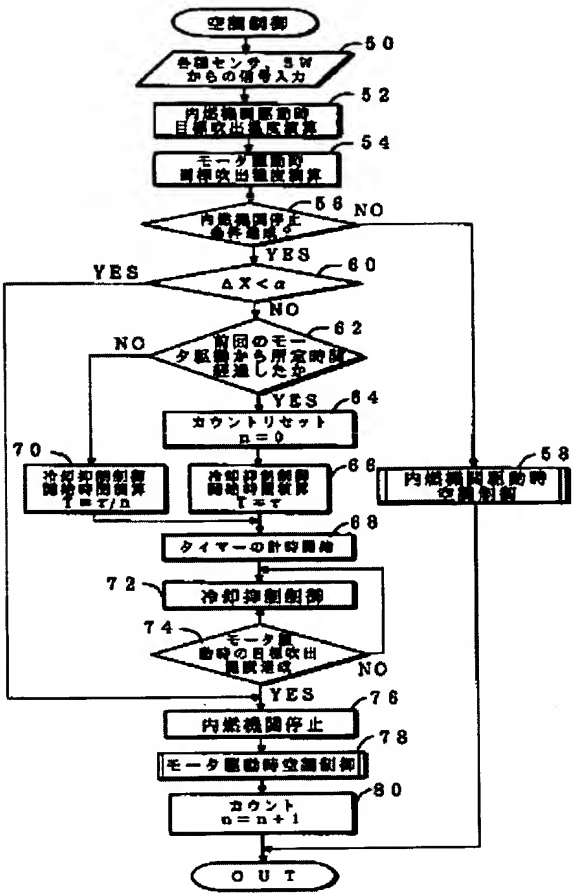 空調制御
50
各種センサ、SW
からの信号入力
52
内燃機関駆動時
目標吹出温度演算
54
モータ駆動時
目標吹出温度演算
56
内燃機関停止
条件達成?
NO
YES
60
ΔX<α
YES
NO
62
前回のモー
タ駆動から所定時間
経過したか
NO
YES
64
カウントリセット
n=0
70
冷却抑制制御
開始時間演算
T=τ/n
66
冷却抑制制御
開始時間演算
T=τ
58
内燃機関駆動時
空調制御
68
タイマーの計時開始
72
冷却抑制制御
74
モータ駆
動時の目標吹出
温度達成
NO
YES
76
内燃機関停止
78
モータ駆動時空調制御
80
カウント
n=n+1
OUT